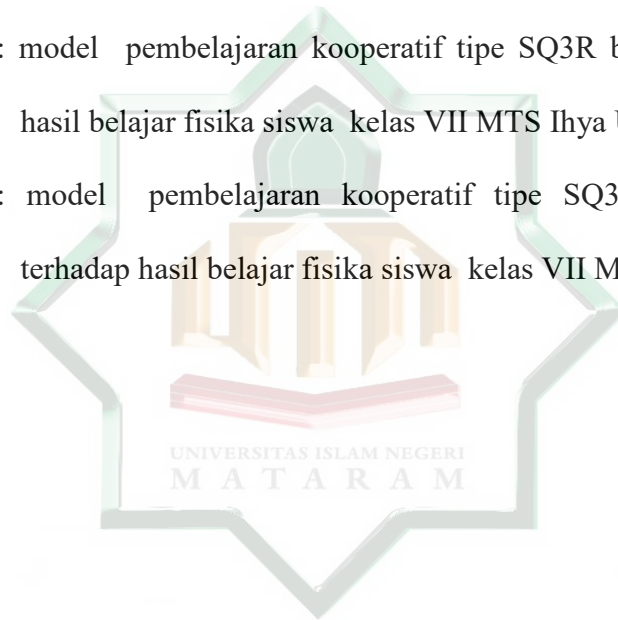 : model pembelajaran kooperatif tipe SQ3R
hasil belajar fisika siswa kelas VII MTS Ihya
: model pembelajaran kooperatif tipe
terhadap hasil belajar fisika siswa kelas VII
UNIVERSITAS ISLAM NEGERI
MATARAM